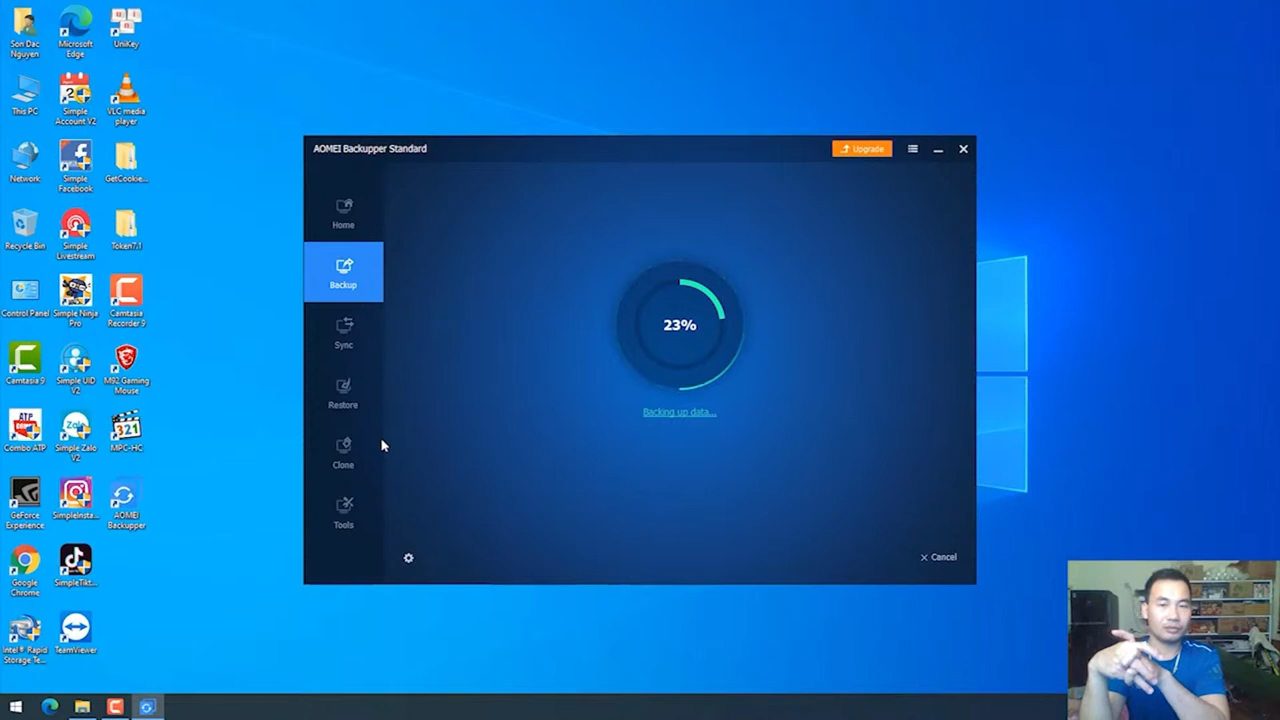 Son Dac
Nguyen
Microsoft
Edge
UniKey
This PC
Simple
Account V2
VLC media
player
Network
Simple
Facebook
GetCookie...
Recycle Bin
Simple
Livestream
Token7.1
Control Panel
Simple Ninja
Pro
Camtasia
Recorder 9
Camtasia 9
Simple UID
V2
M92 Gaming
Mouse
Combo ATP
Simple Zalo
V2
MPC-HC
GeForce
Experience
SimpleInsta...
AOMEI
Backupper
Google
Chrome
SimpleTikt...
Intel® Rapid
Storage Te...
TeamViewer
AOMEI Backupper Standard
Upgrade
Home
Backup
Sync
Restore
Clone
Tools
23%
Backing up data...
Cancel